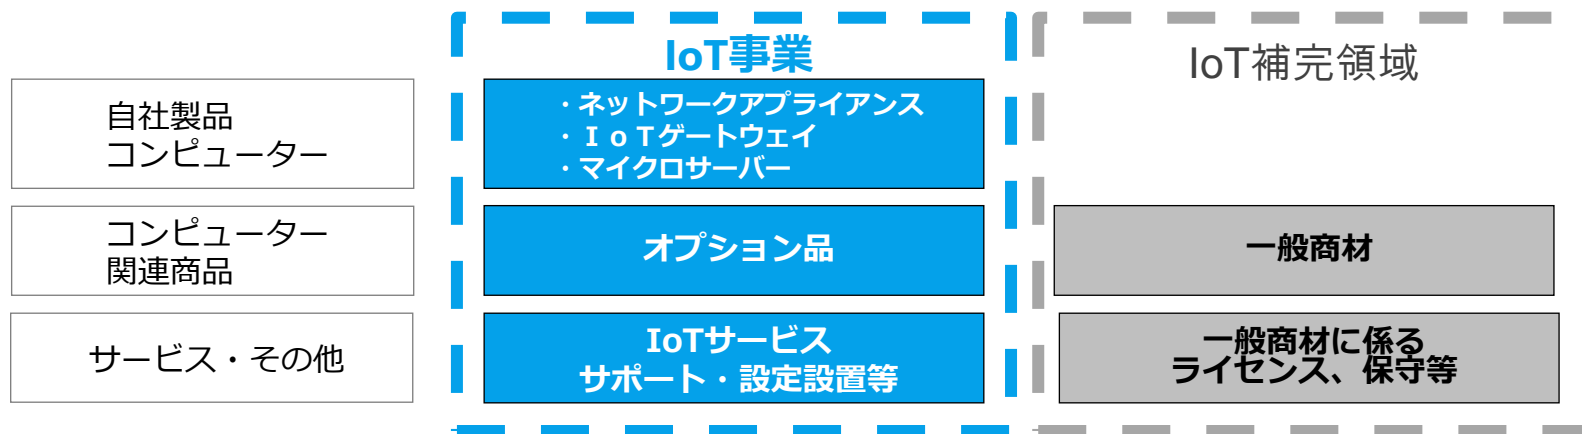 IoT事業
IoT補完領域
自社製品
コンピューター
・ネットワークアプライアンス
・ＩｏＴゲートウェイ
・マイクロサーバー
コンピューター
関連商品
オプション品
一般商材
サービス・その他
IoTサービス
サポート・設定設置等
一般商材に係る
ライセンス、保守等